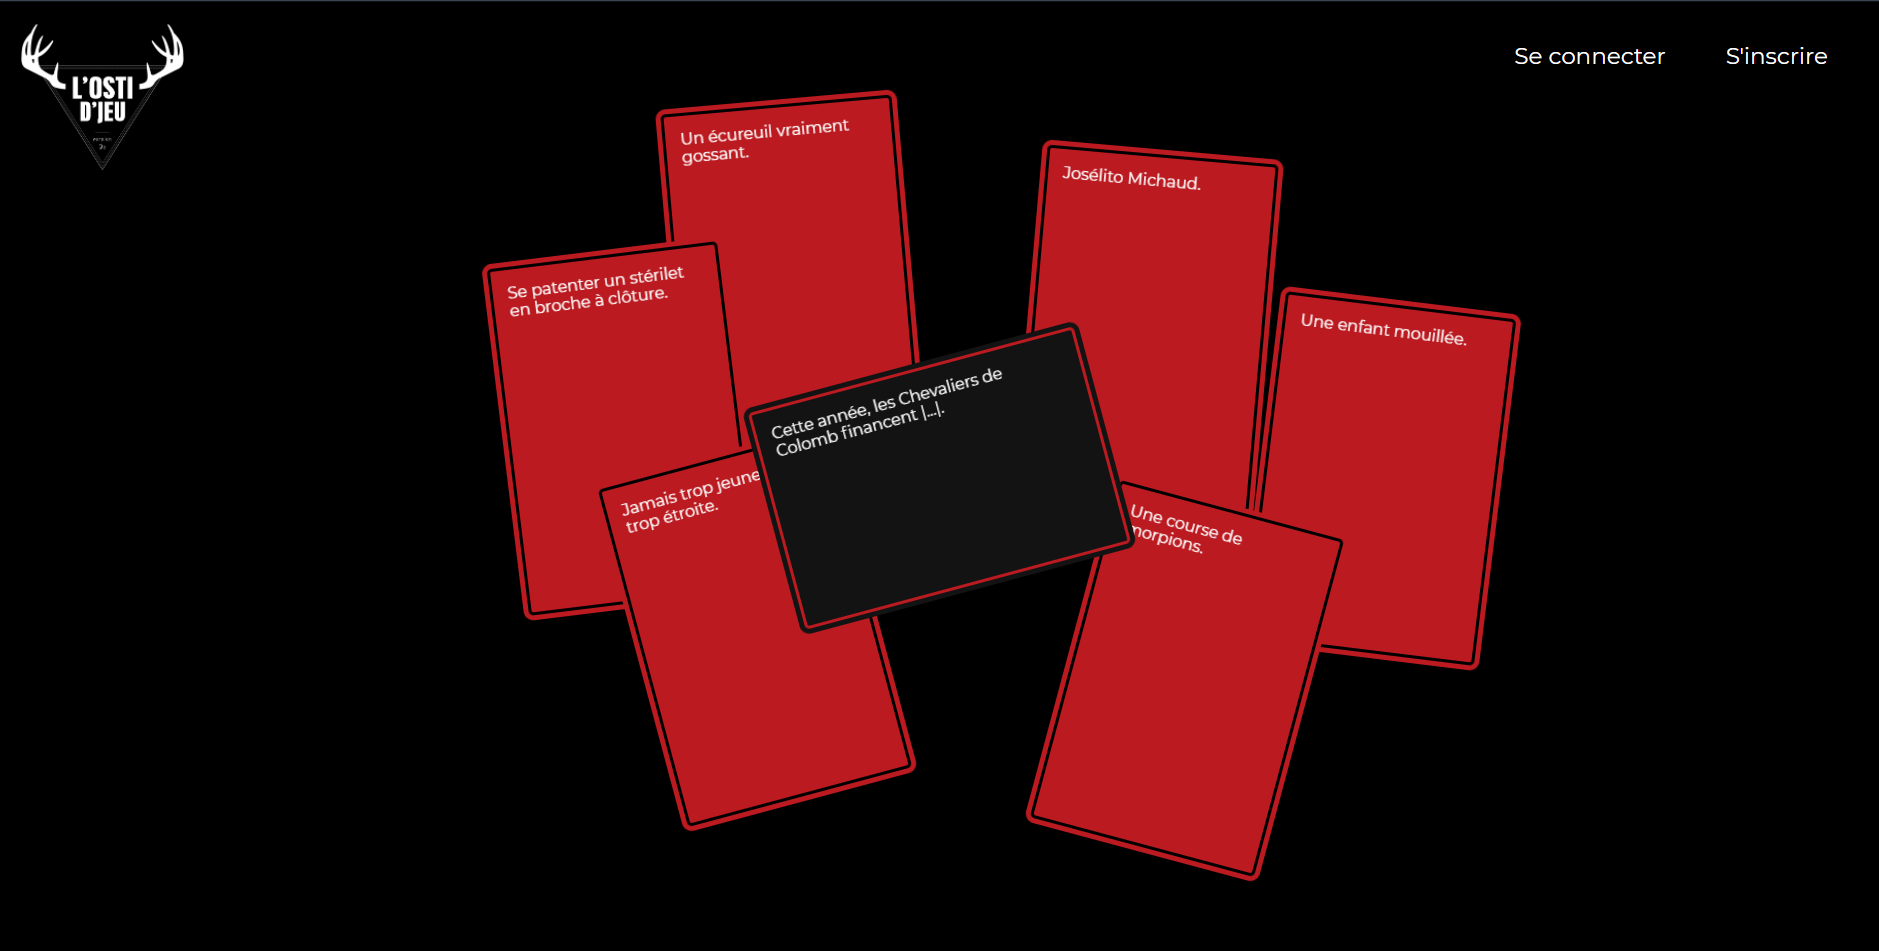 L'OSTI
D'JEU
Se connecter
S'inscrire
Un écureuil vraiment
gossant.
Josélito Michaud.
Se patenter un stérilet
en broche à clôture.
Une enfant mouillée.
Cette année, les Chevaliers de
Colomb financent |...|.
Jamais trop jeune
trop étroite.
Une course de
morpions.